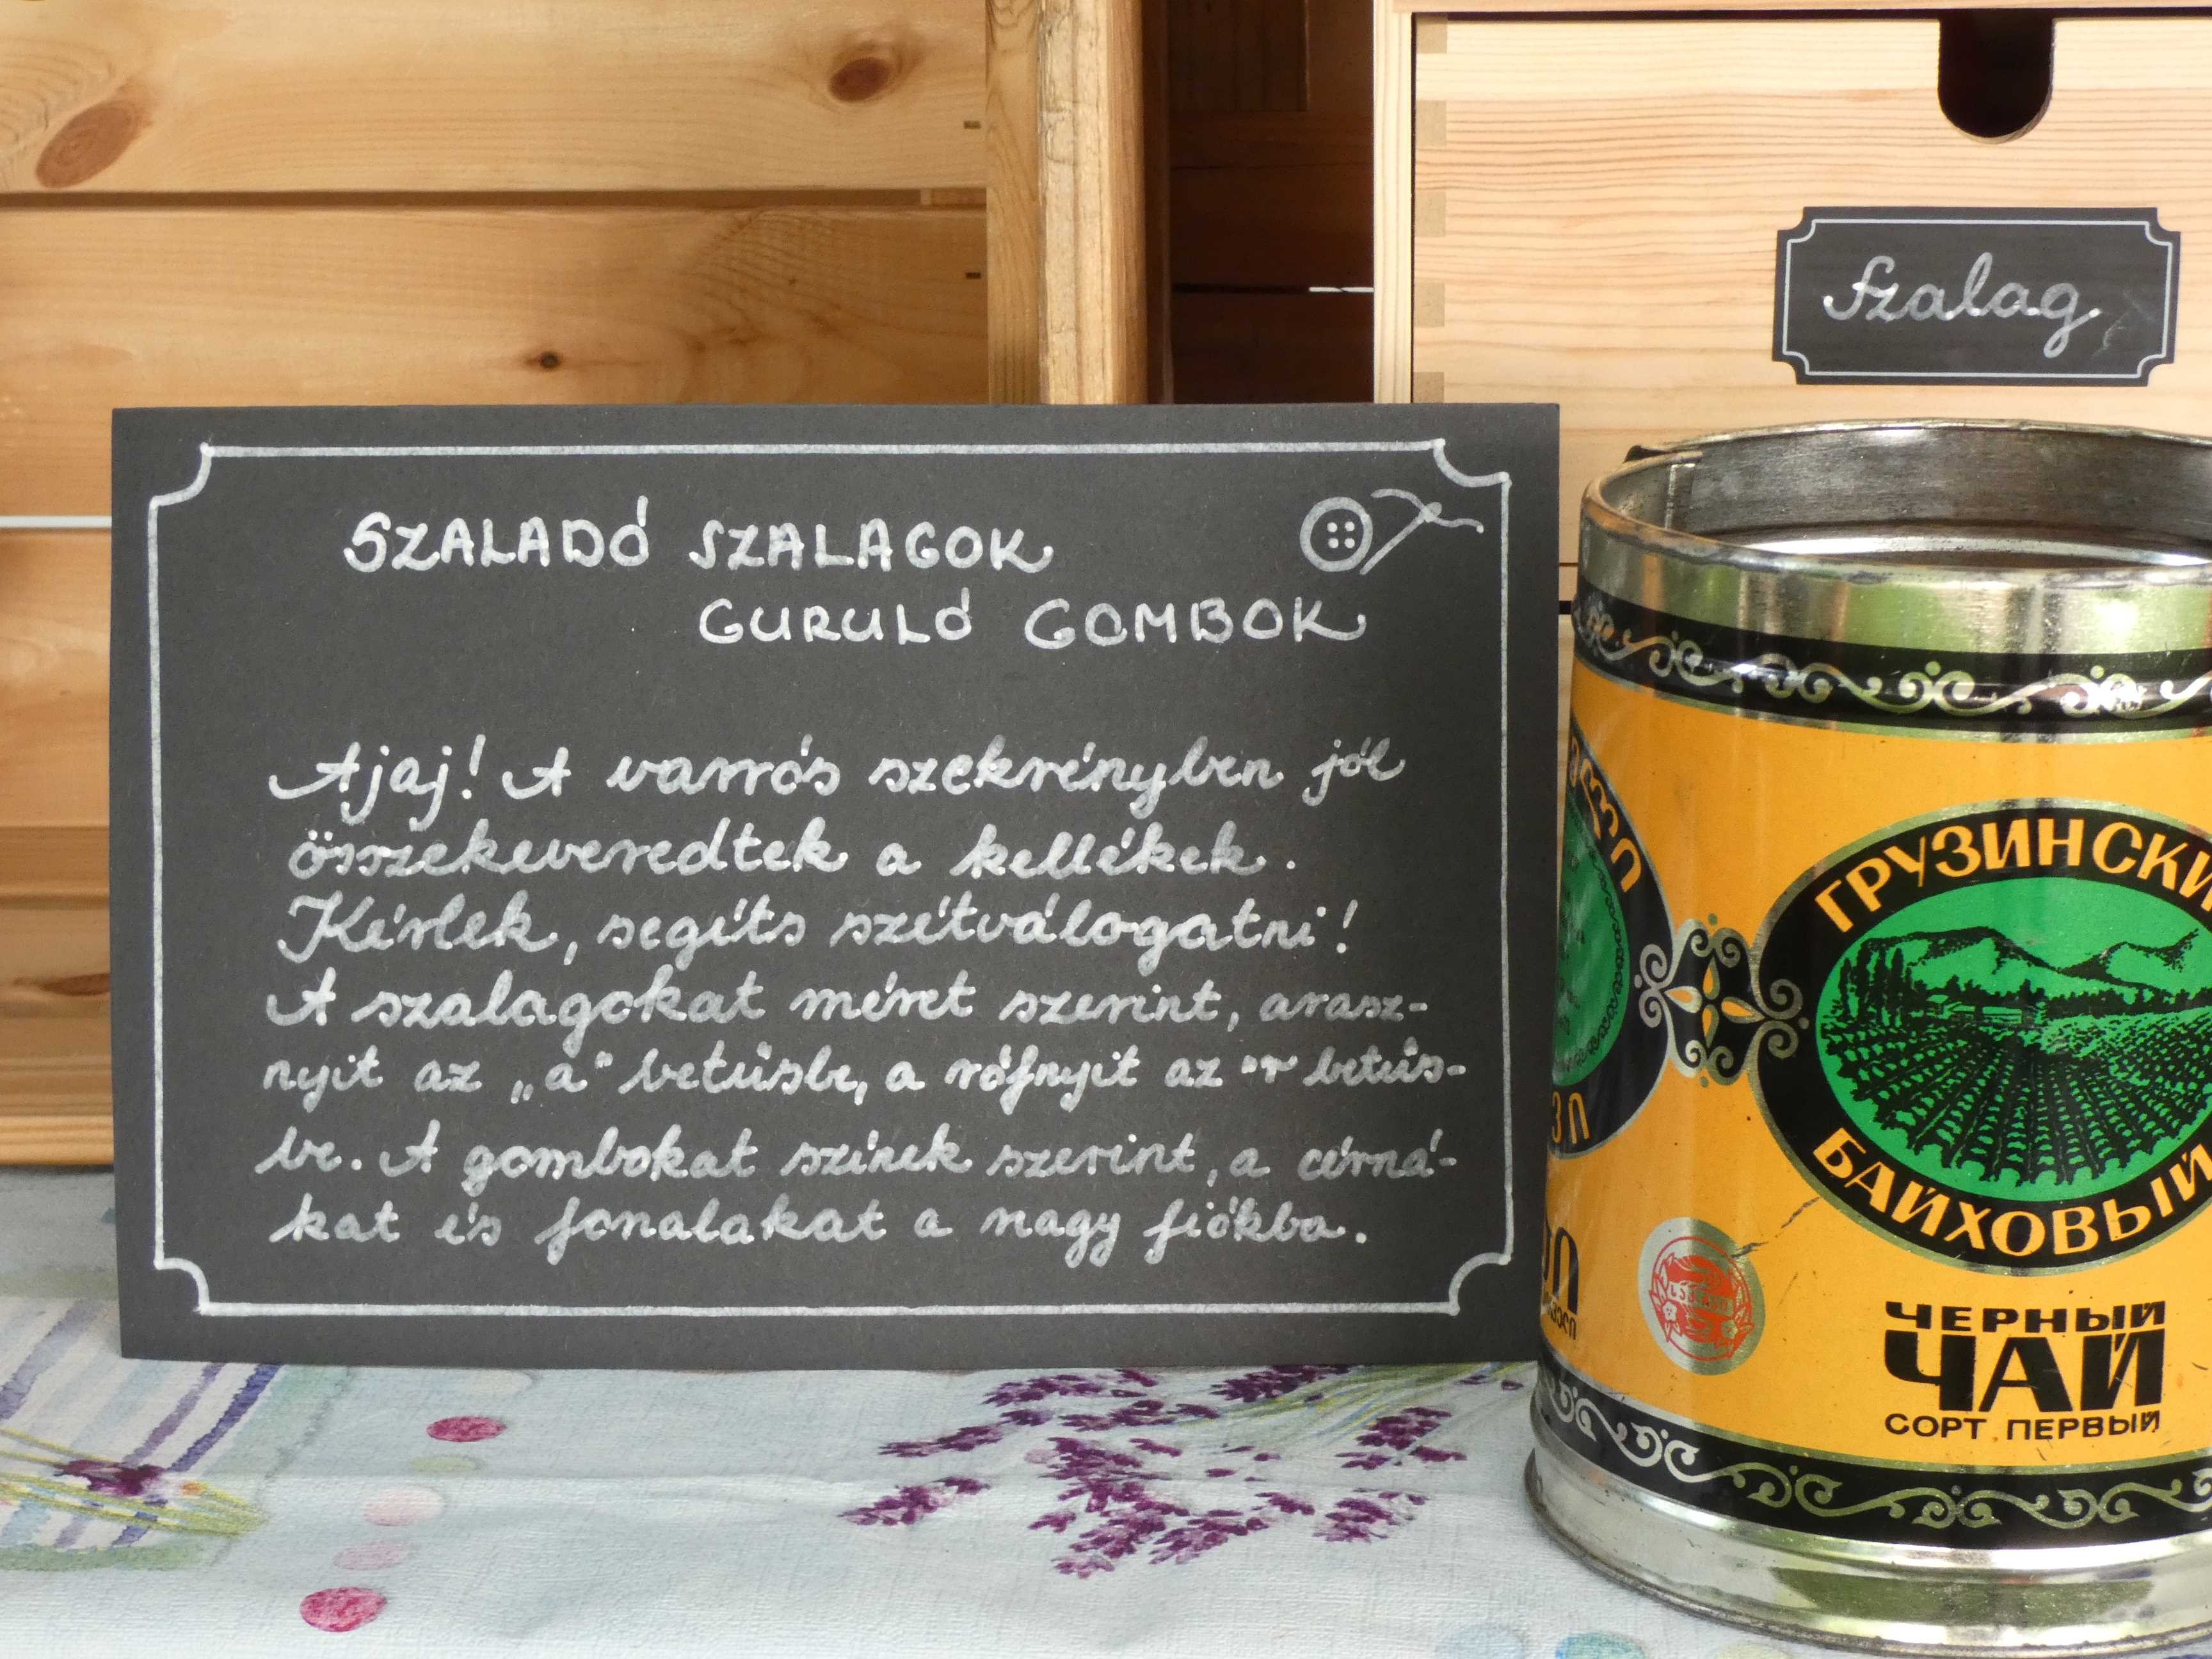 SZALADÓ SZALAGOK
GURULÓ GOMBOK
Ajaj! A varrós szekrényben jól
összekeveredtek a kellékek.
Kérlek, segíts szétválogatni!
A szalagokat méret szerint, arasz-
nyit az „a" betűsbe, a rőfnyit az "r betűs-
be. A gombokat színek szerint, a cérná-
kat és fonalakat a nagy fiókba.
Szalag
ГРУЗИНСКИ
БАЙХОВЫЙ
ЧЕРНЫЙ
ЧАЙ
СОРТ ПЕРВЫЙ